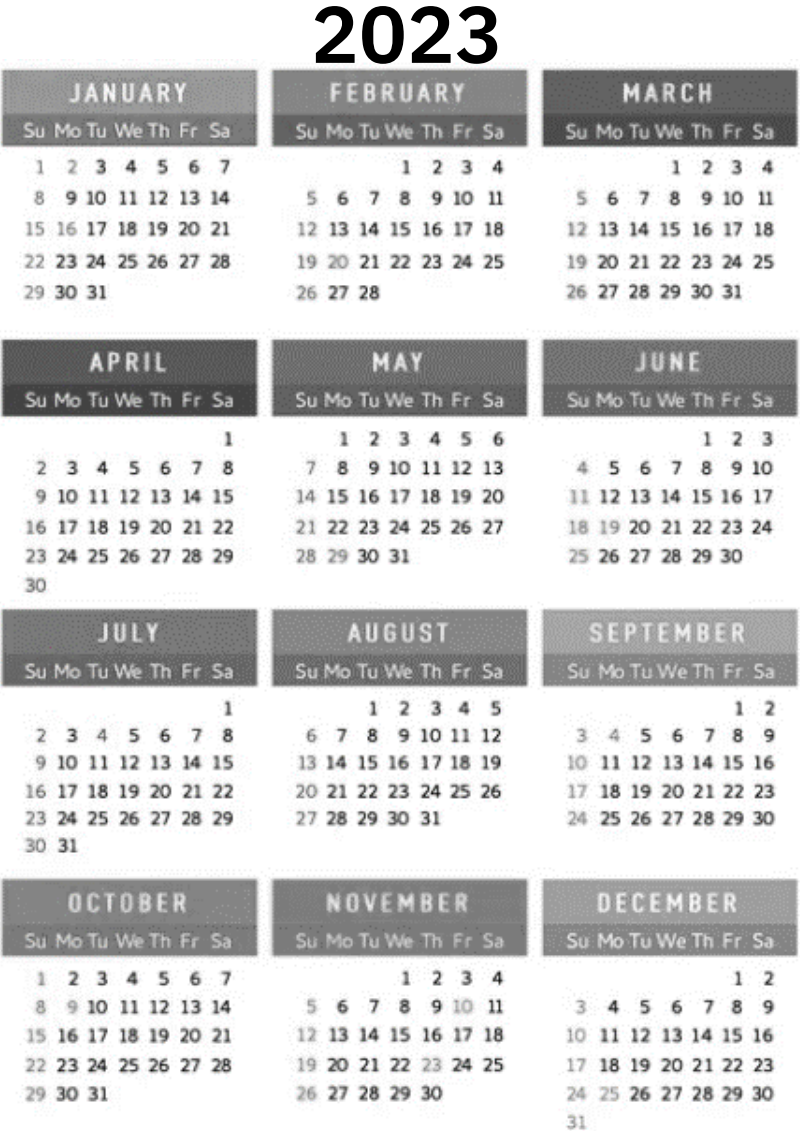 2023
JANUARY
Su Mo Tu We Th Fr Sa
1 2 3 4 5 6 7
8 9 10 11 12 13 14
15 16 17 18 19 20 21
22 23 24 25 26 27 28
29 30 31
FEBRUARY
Su Mo Tu We Th Fr Sa
1 2 3 4
5 6 7 8 9 10 11
12 13 14 15 16 17 18
19 20 21 22 23 24 25
26 27 28
MARCH
Su Mo Tu We Th Fr Sa
1 2 3 4
5 6 7 8 9 10 11
12 13 14 15 16 17 18
19 20 21 22 23 24 25
26 27 28 29 30 31
APRIL
Su Mo Tu We Th Fr Sa
1
2 3 4 5 6 7 8
9 10 11 12 13 14 15
16 17 18 19 20 21 22
23 24 25 26 27 28 29
30
MAY
Su Mo Tu We Th Fr Sa
1 2 3 4 5 6
7 8 9 10 11 12 13
14 15 16 17 18 19 20
21 22 23 24 25 26 27
28 29 30 31
JUNE
Su Mo Tu We Th Fr Sa
1 2 3
4 5 6 7 8 9 10
11 12 13 14 15 16 17
18 19 20 21 22 23 24
25 26 27 28 29 30
JULY
Su Mo Tu We Th Fr Sa
1
2 3 4 5 6 7 8
9 10 11 12 13 14 15
16 17 18 19 20 21 22
23 24 25 26 27 28 29
30 31
AUGUST
Su Mo Tu We Th Fr Sa
1 2 3 4 5
6 7 8 9 10 11 12
13 14 15 16 17 18 19
20 21 22 23 24 25 26
27 28 29 30 31
SEPTEMBER
Su Mo Tu We Th Fr Sa
1 2
3 4 5 6 7 8 9
10 11 12 13 14 15 16
17 18 19 20 21 22 23
24 25 26 27 28 29 30
OCTOBER
Su Mo Tu We Th Fr Sa
1 2 3 4 5 6 7
8 9 10 11 12 13 14
15 16 17 18 19 20 21
22 23 24 25 26 27 28
29 30 31
NOVEMBER
Su Mo Tu We Th Fr Sa
1 2 3 4
5 6 7 8 9 10 11
12 13 14 15 16 17 18
19 20 21 22 23 24 25
26 27 28 29 30
DECEMBER
Su Mo Tu We Th Fr Sa
1 2
3 4 5 6 7 8 9
10 11 12 13 14 15 16
17 18 19 20 21 22 23
24 25 26 27 28 29 30
31